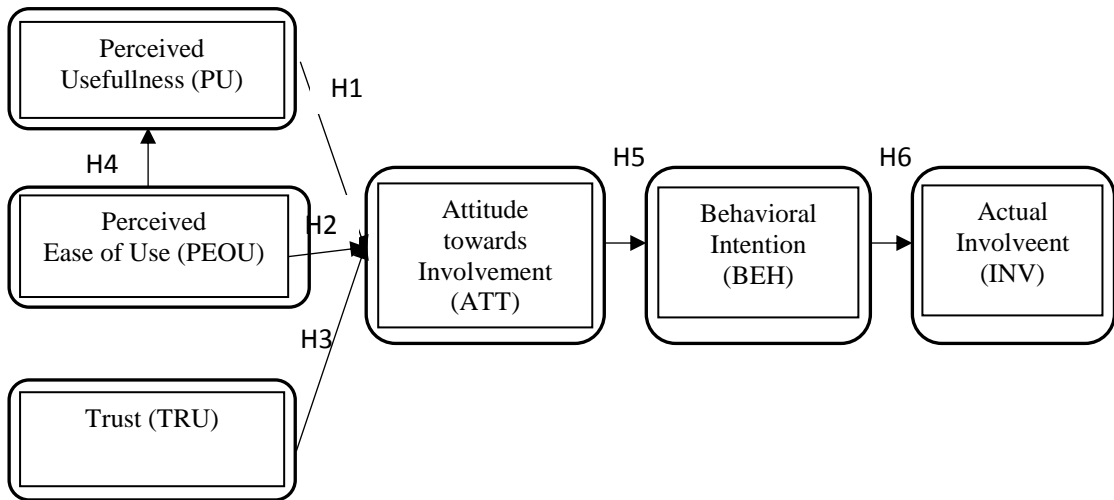 Perceived
Usefullness (PU)
H1
H4
Perceived
Ease of Use (PEOU)
H2
H3
Trust (TRU)
Attitude
towards
Involvement
(ATT)
H5
Behavioral
Intention
(BEH)
H6
Actual
Involveent
(INV)